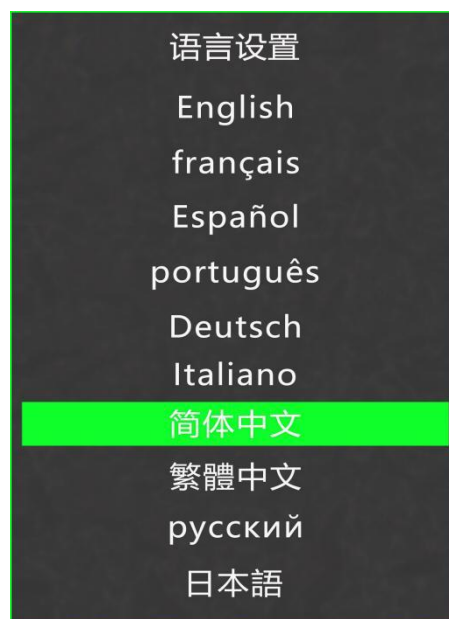 语言设置
English
français
Español
português
Deutsch
Italiano
简体中文
繁體中文
русский
日本語